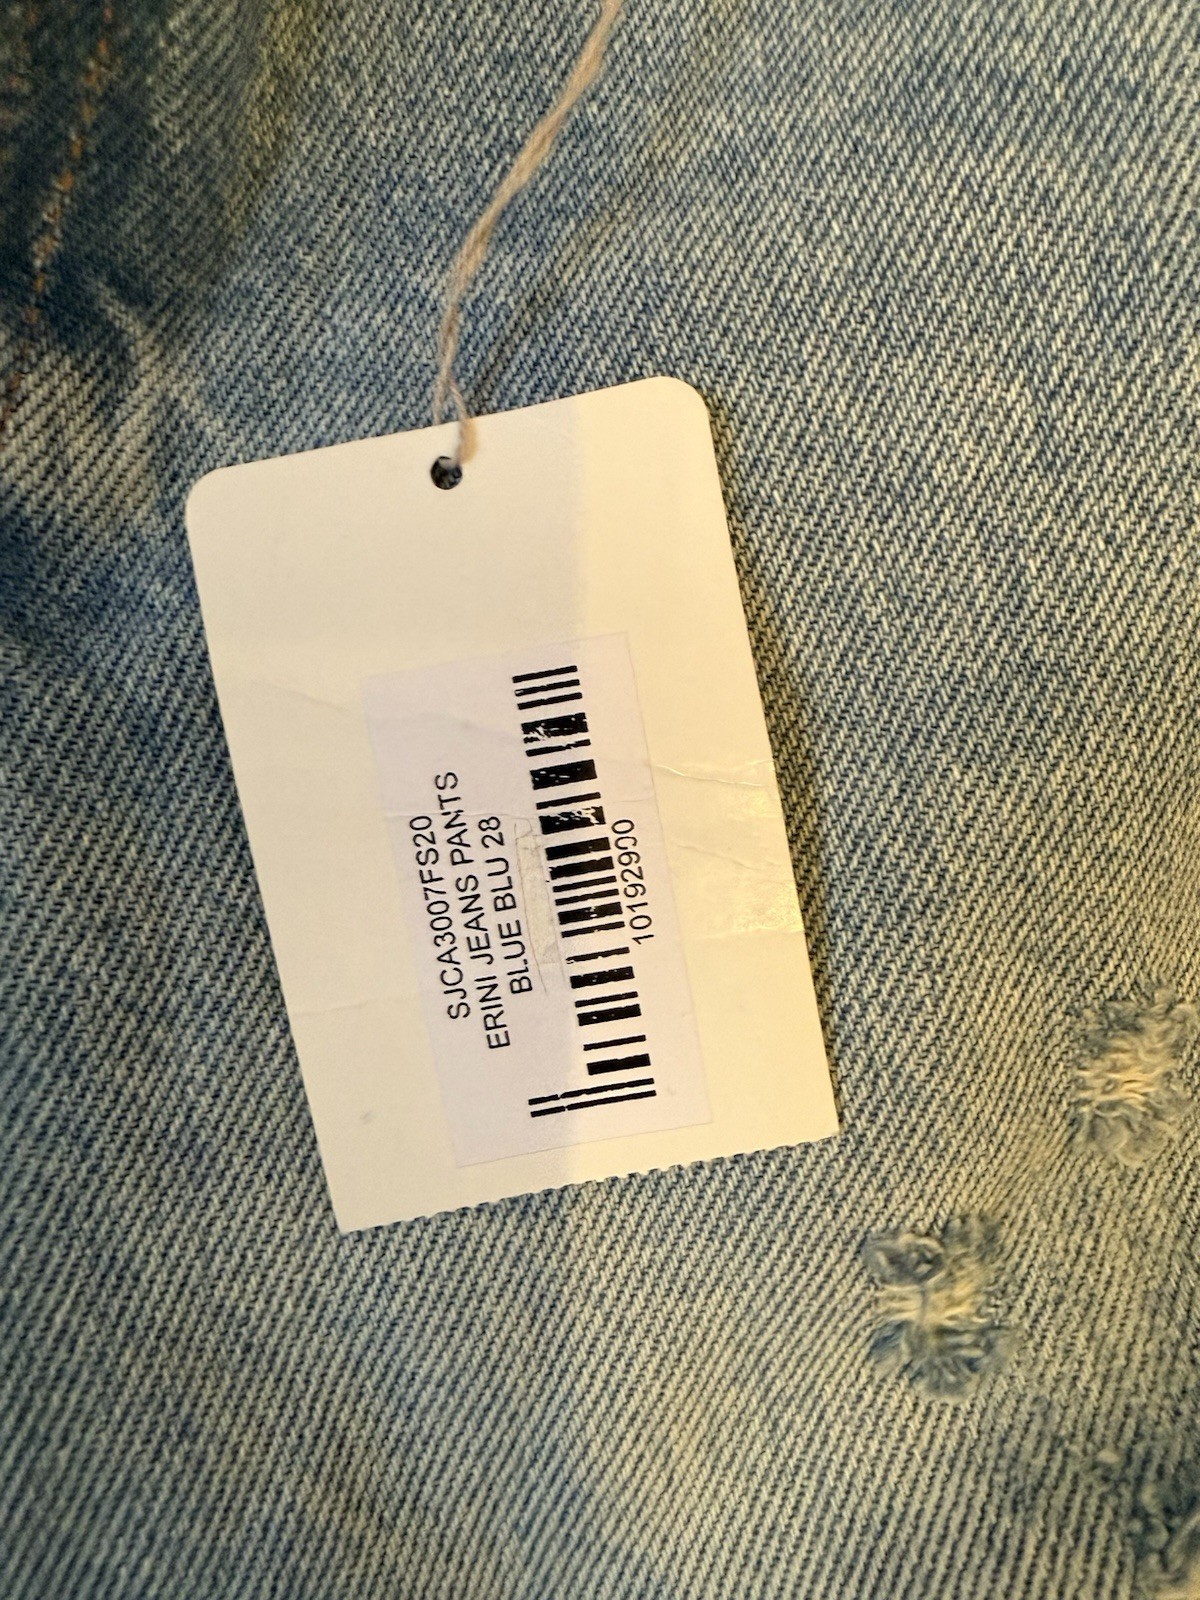 SJCA3007FS20
ERINI JEANS PANTS
BLUE BLU 28
10192900